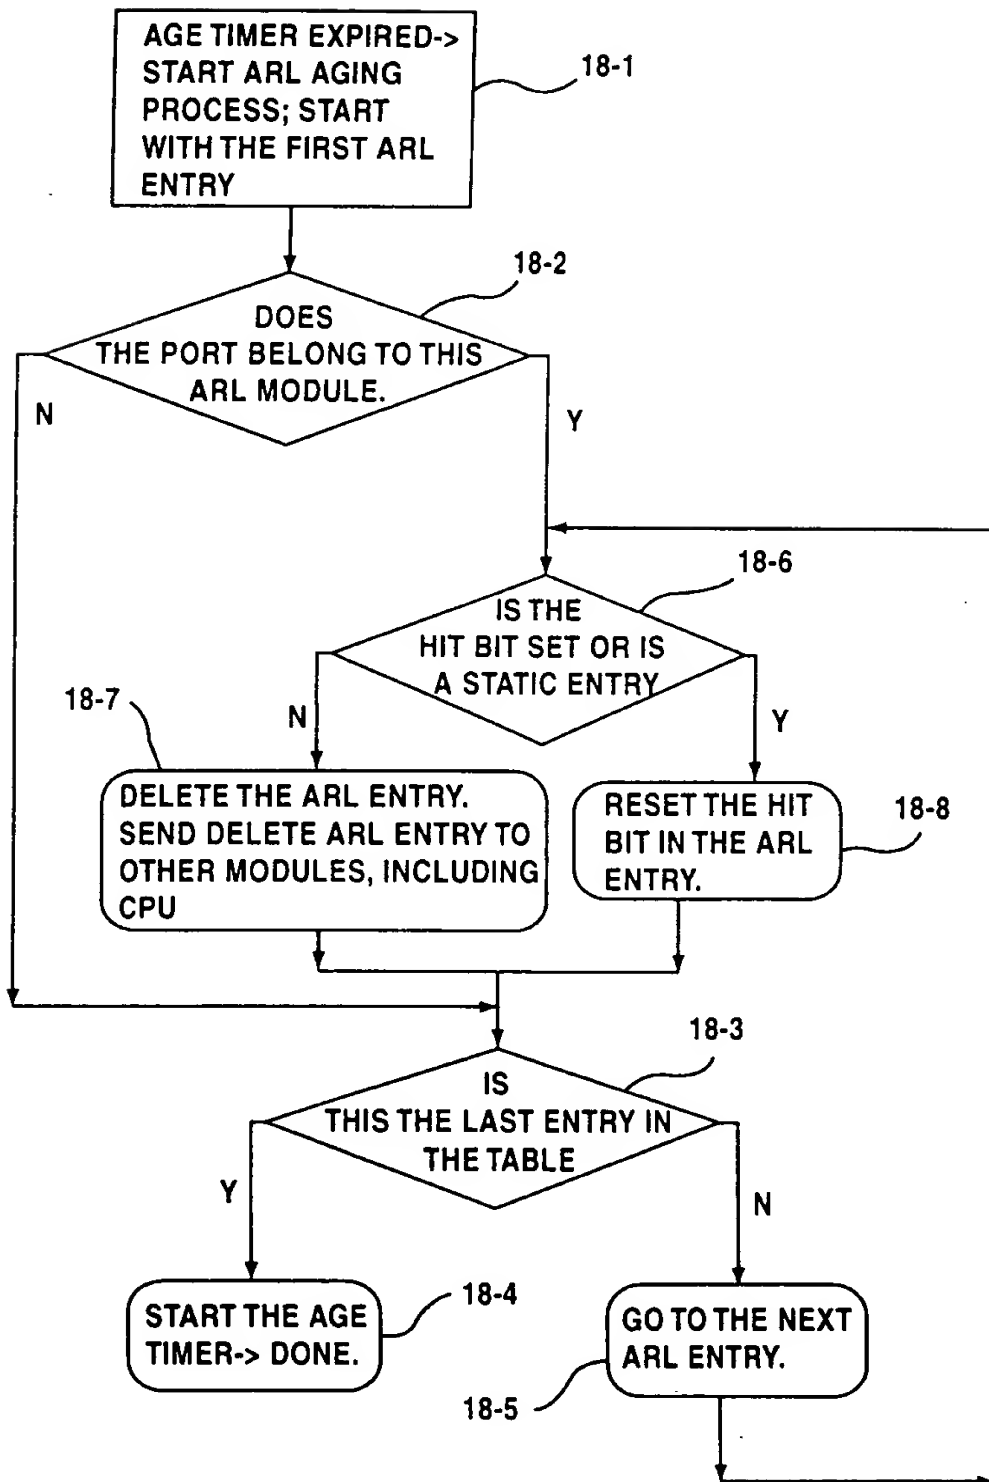 AGE TIMER EXPIRED->
START ARL AGING
PROCESS; START
WITH THE FIRST ARL
ENTRY
18-1
18-2
DOES
THE PORT BELONG TO THIS
ARL MODULE.
N
Y
18-6
IS THE
HIT BIT SET OR IS
A STATIC ENTRY
18-7
N
Y
DELETE THE ARL ENTRY.
SEND DELETE ARL ENTRY TO
OTHER MODULES, INCLUDING
CPU
RESET THE HIT
BIT IN THE ARL
ENTRY.
18-8
18-3
IS
THIS THE LAST ENTRY IN
THE TABLE
Y
N
START THE AGE
TIMER-> DONE.
18-4
GO TO THE NEXT
ARL ENTRY.
18-5